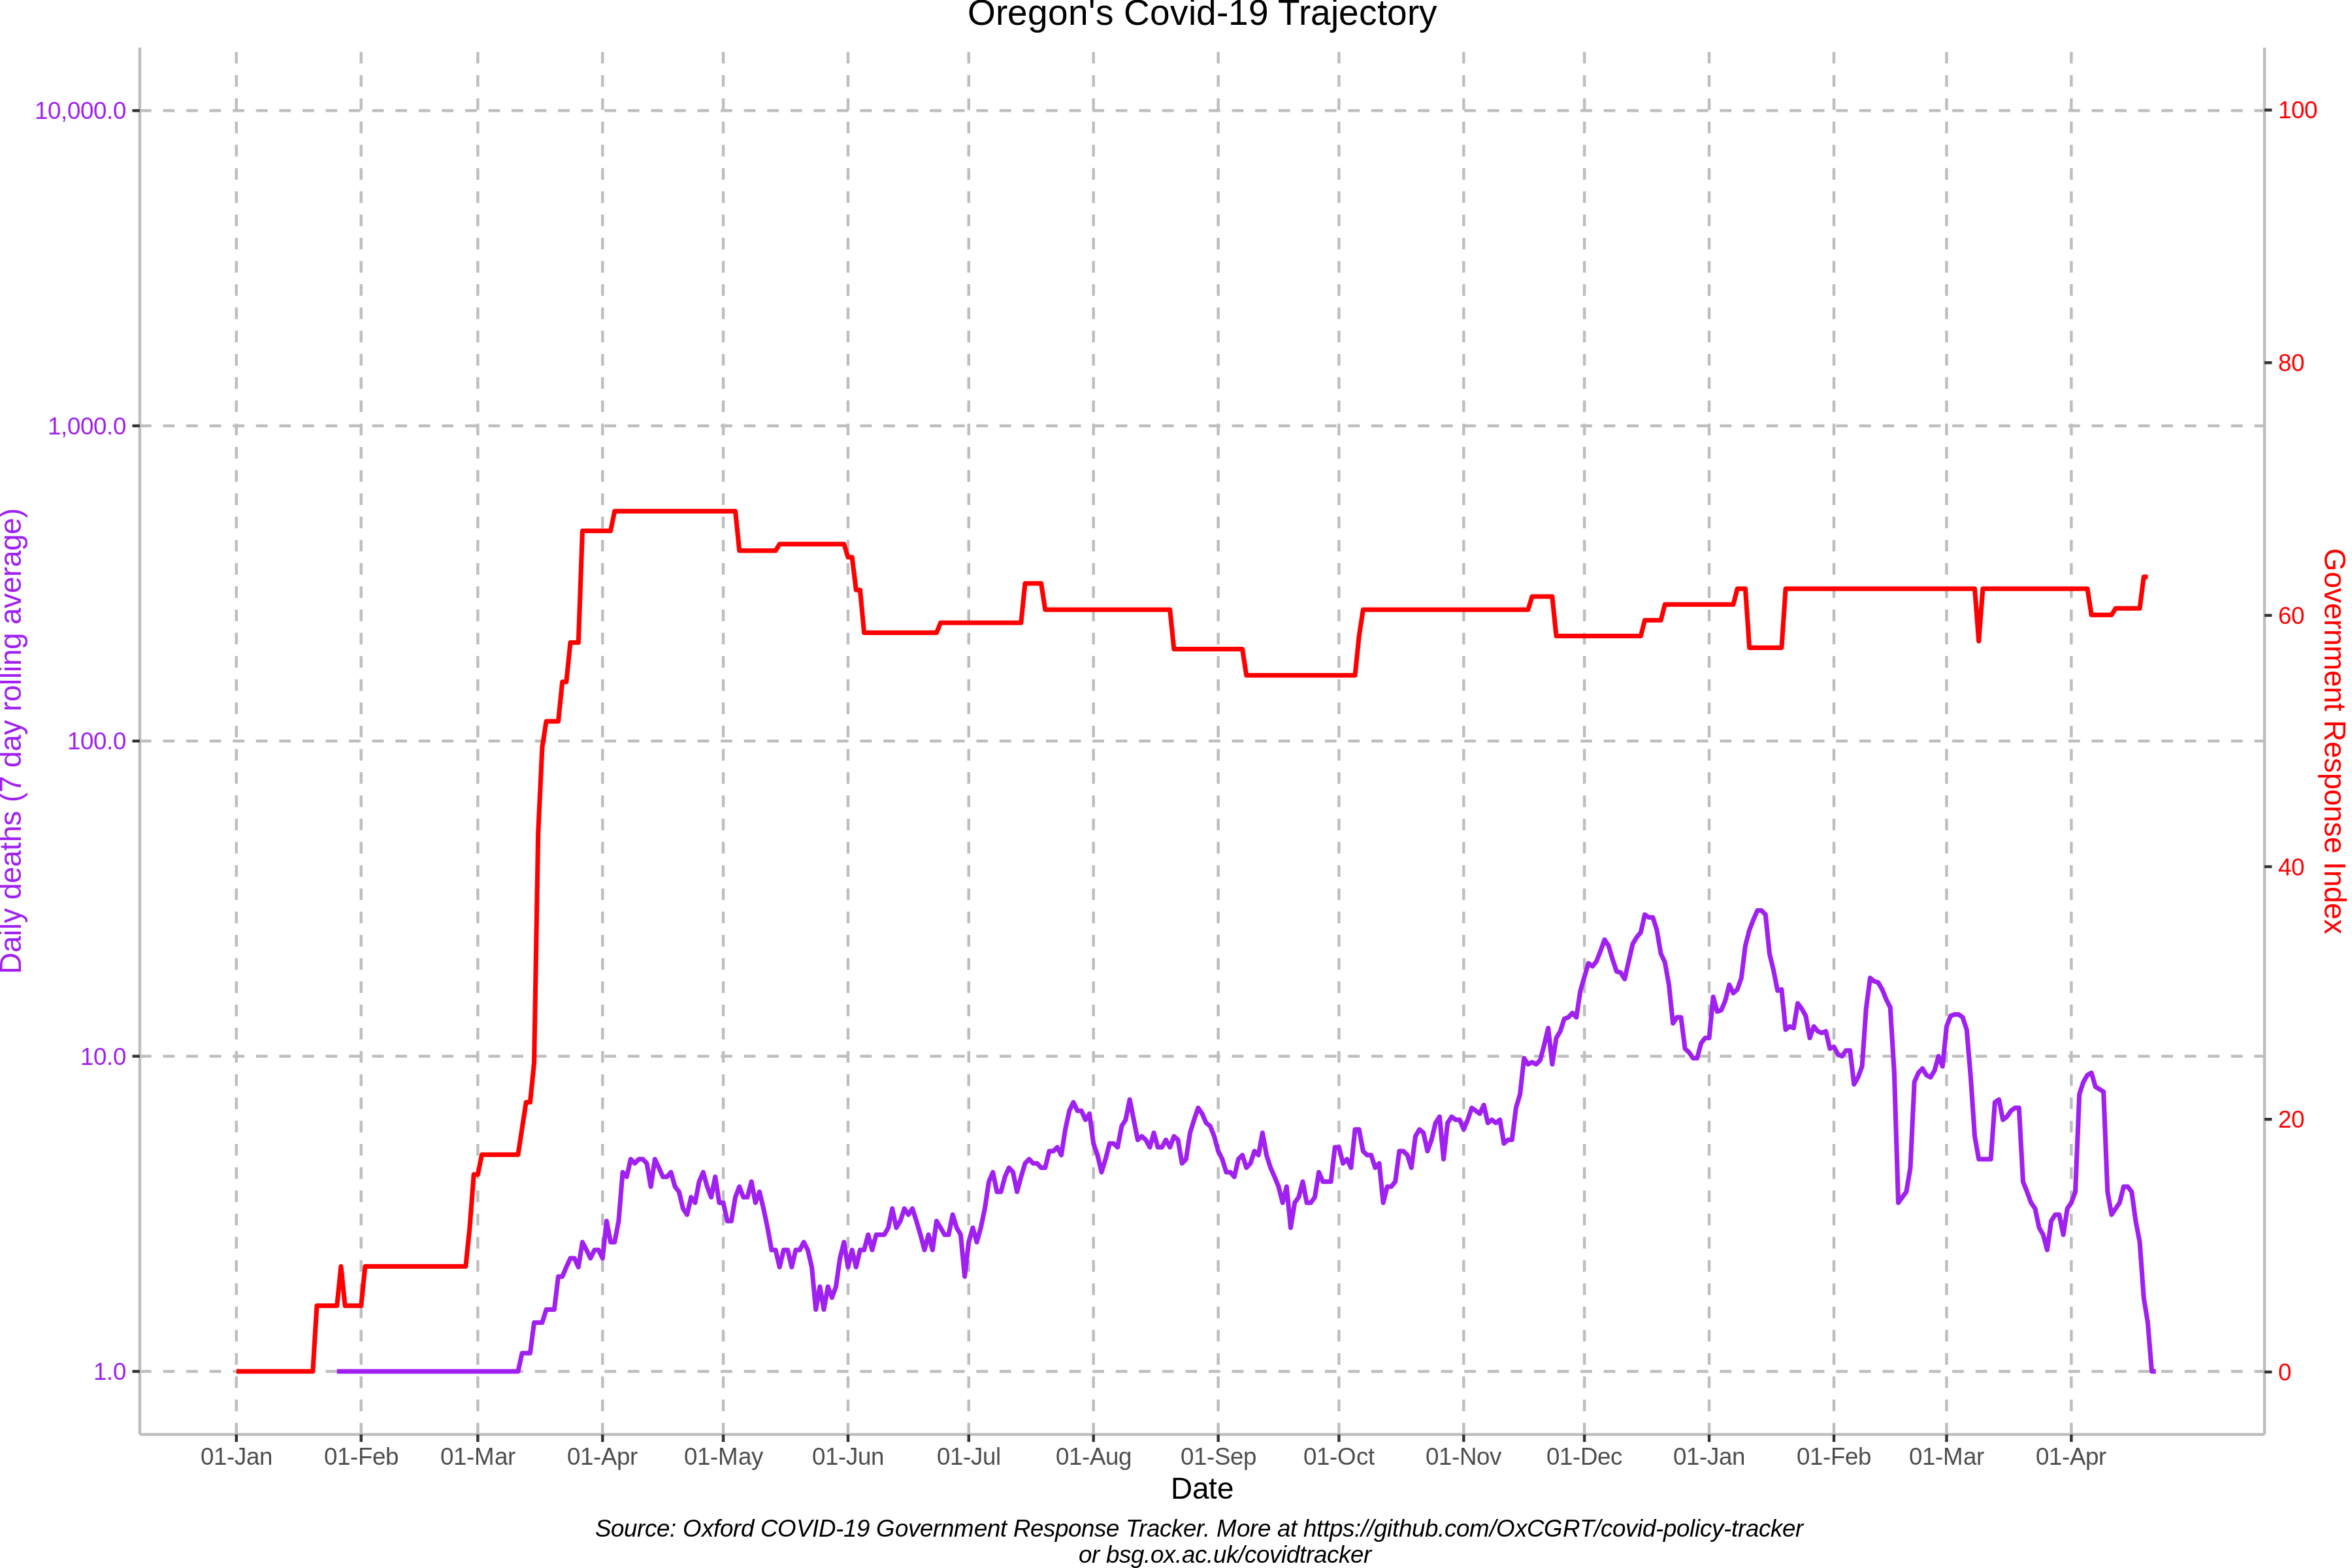 Oregon's Covid-19 Trajectory
Daily deaths (7 day rolling average)
10,000.0
1,000.0
100.0
10.0
1.0
100
80
60
40
20
0
Government Response Index
01-Jan
01-Feb
01-Mar
01-Apr
01-May
01-Jun
01-Jul
01-Aug
01-Sep
01-Oct
01-Nov
01-Dec
01-Jan
01-Feb
01-Mar
01-Apr
Date
Source: Oxford COVID-19 Government Response Tracker. More at https://github.com/OxCGRT/covid-policy-tracker
or bsg.ox.ac.uk/covidtracker